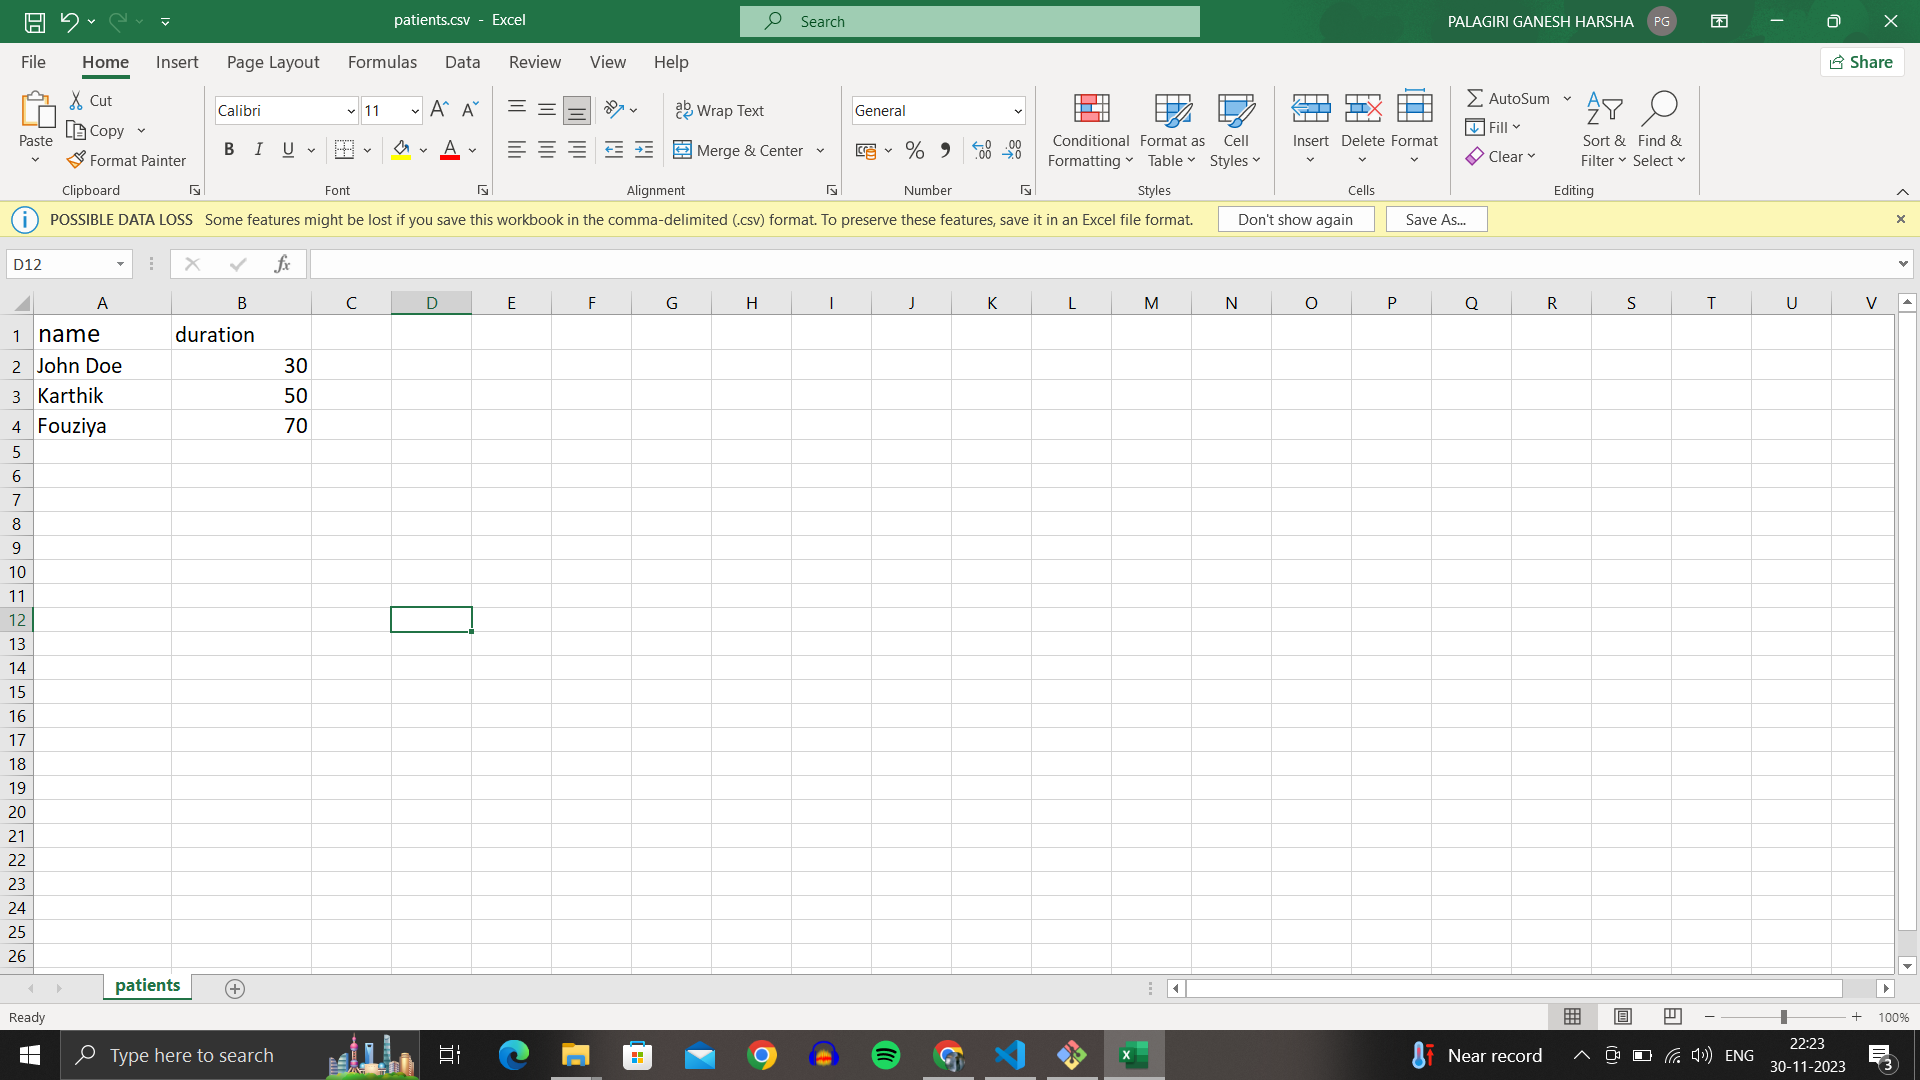 patients.csv - Excel
Search
PALAGIRI GANESH HARSHA PG
File Home Insert Page Layout Formulas Data Review View Help
Share
Paste
Cut
Copy
Format Painter
Clipboard
Calibri 11
B I U
Font
Wrap Text
Merge & Center
Alignment
General
Number
Conditional Formatting
Format as Table
Cell Styles
Styles
Insert Delete Format
Cells
AutoSum
Fill
Clear
Sort & Filter
Find & Select
Editing
POSSIBLE DATA LOSS Some features might be lost if you save this workbook in the comma-delimited (.csv) format. To preserve these features, save it in an Excel file format.
Don't show again Save As...
D12 fx
A B C D E F G H I J K L M N O P Q R S T U V
1 name duration
2 John Doe 30
3 Karthik 50
4 Fouziya 70
5
6
7
8
9
10
11
12
13
14
15
16
17
18
19
20
21
22
23
24
25
26
patients
Ready
100%
Type here to search
Near record
ENG
22:23
30-11-2023
3